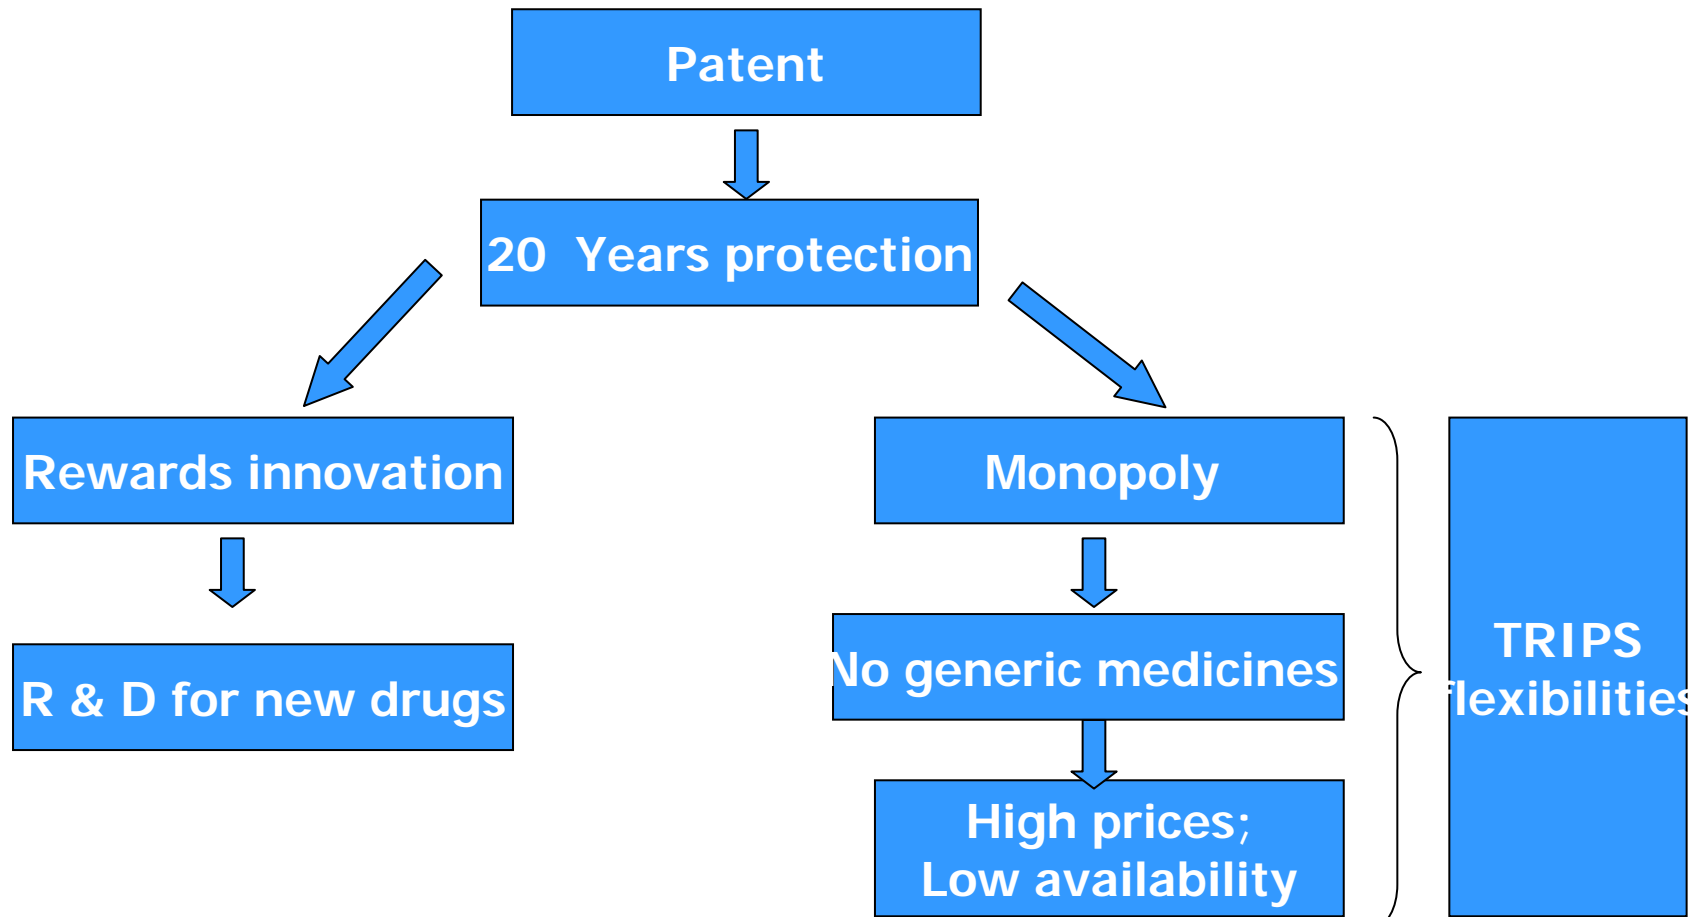 Patent
20 Years protection
Rewards innovation
Monopoly
R & D for new drugs
No generic medicines
High prices;
Low availability
TRIPS
flexibilities